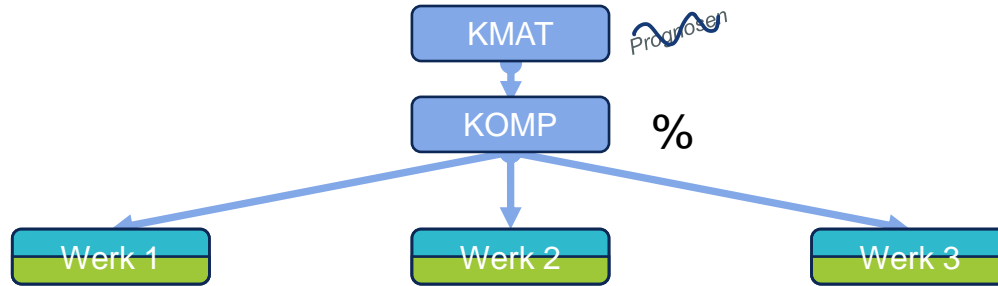 KMAT
Prognosen
KOMP
%
Werk 1
Werk 2
Werk 3